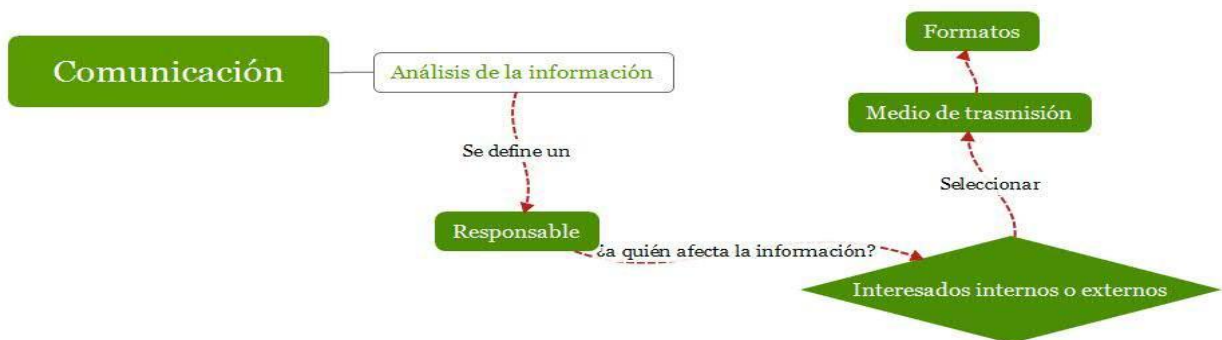 Comunicación
Análisis de la información
Se define un
Responsable
¿a quién afecta la información?
Interesados internos o externos
Seleccionar
Medio de trasmisión
Formatos